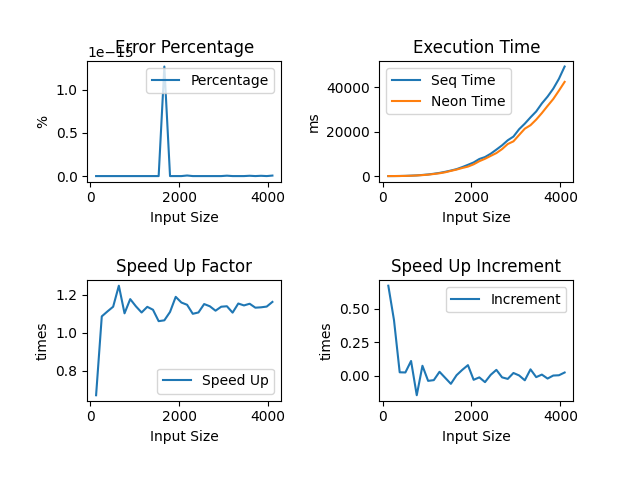 Error Percentage
1e−15
Percentage
1.0
0.5
0.0
%
0
2000
4000
Input Size
Execution Time
Seq Time
Neon Time
40000
20000
0
ms
0
2000
4000
Input Size
Speed Up Factor
1.2
1.0
0.8
times
Speed Up
0
2000
4000
Input Size
Speed Up Increment
Increment
0.50
0.25
0.00
times
0
2000
4000
Input Size